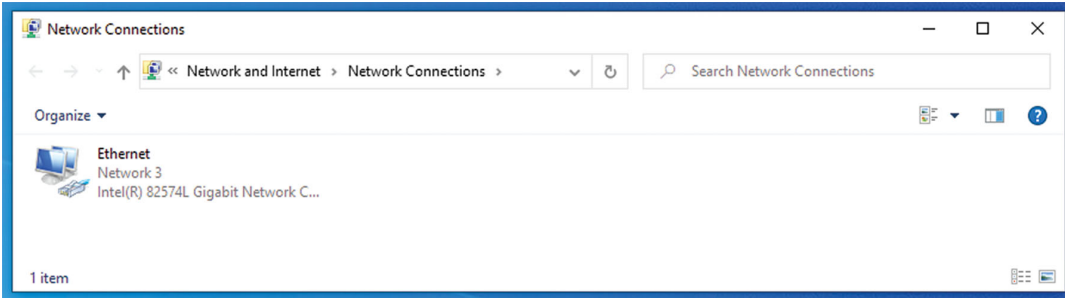 Network Connections
« Network and Internet › Network Connections ›
Search Network Connections
Organize
Ethernet
Network 3
Intel(R) 82574L Gigabit Network C...
1 item